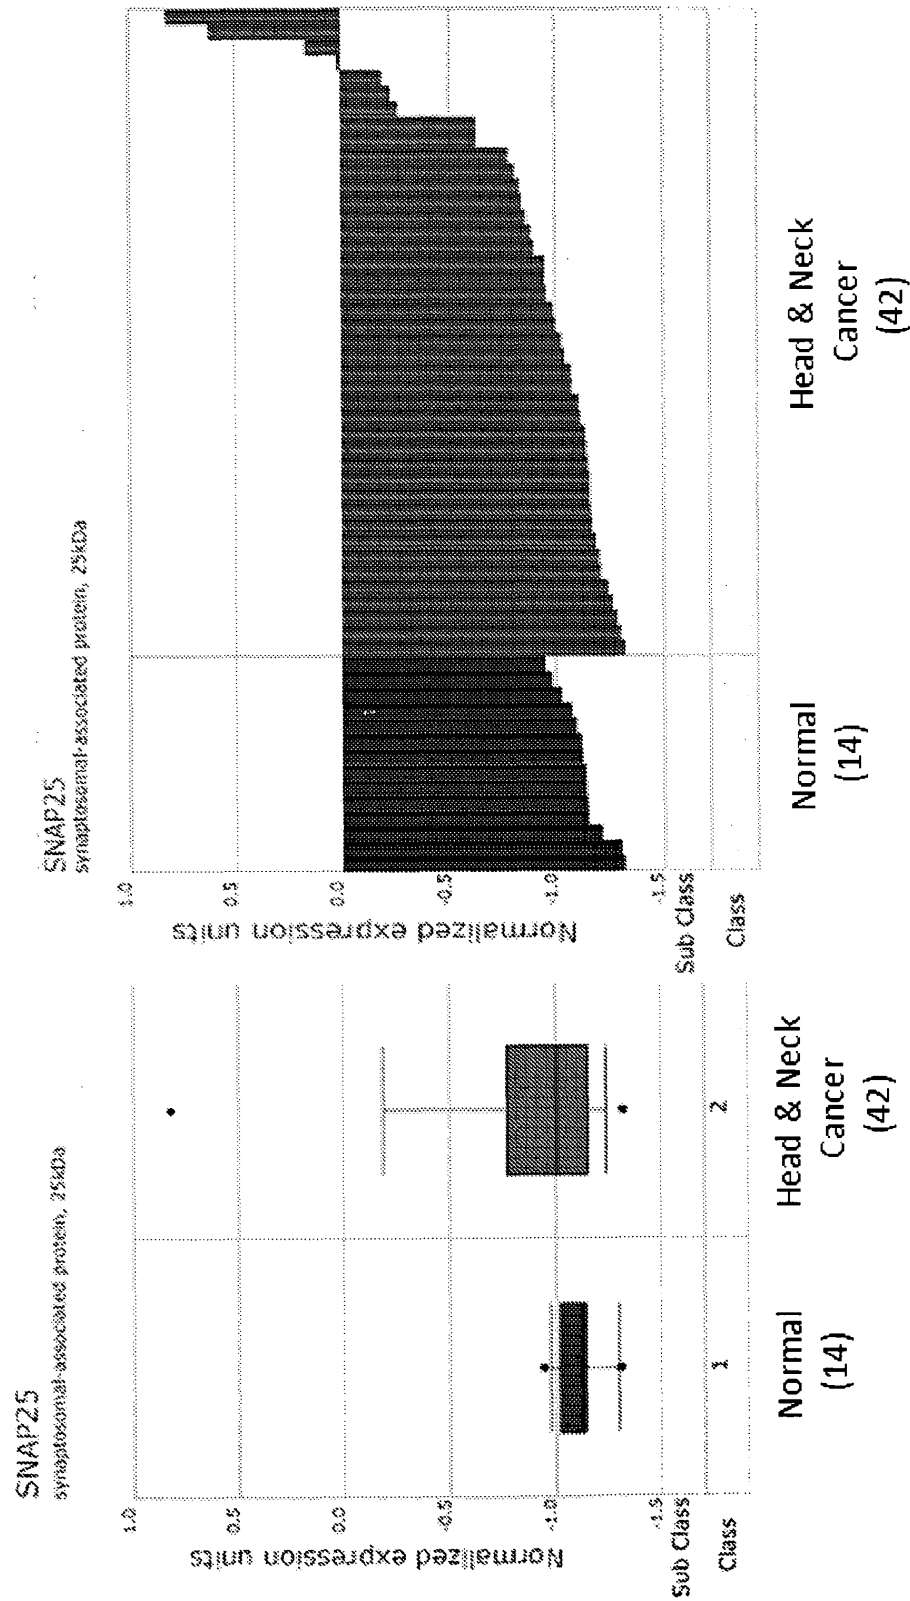 SNAP25
synaptosomal-associated protein, 25kDa
Normalized expression units
1.0
0.5
0.0
-0.5
-1.0
-1.5
Sub Class
Class
1
2
Normal
(14)
Head & Neck
Cancer
(42)
SNAP25
synaptosomal-associated protein, 25kDa
Normalized expression units
1.0
0.5
0.0
-0.5
-1.0
-1.5
Sub Class
Class
Normal
(14)
Head & Neck
Cancer
(42)